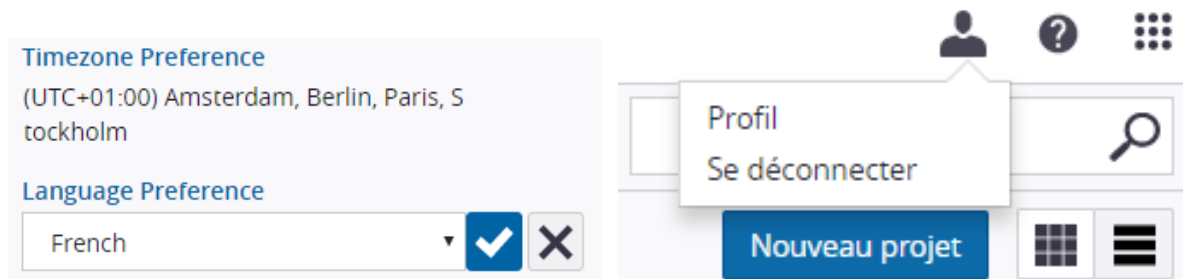 Timezone Preference
(UTC+01:00) Amsterdam, Berlin, Paris, S
tockholm
Language Preference
French
Profil
Se déconnecter
Nouveau projet